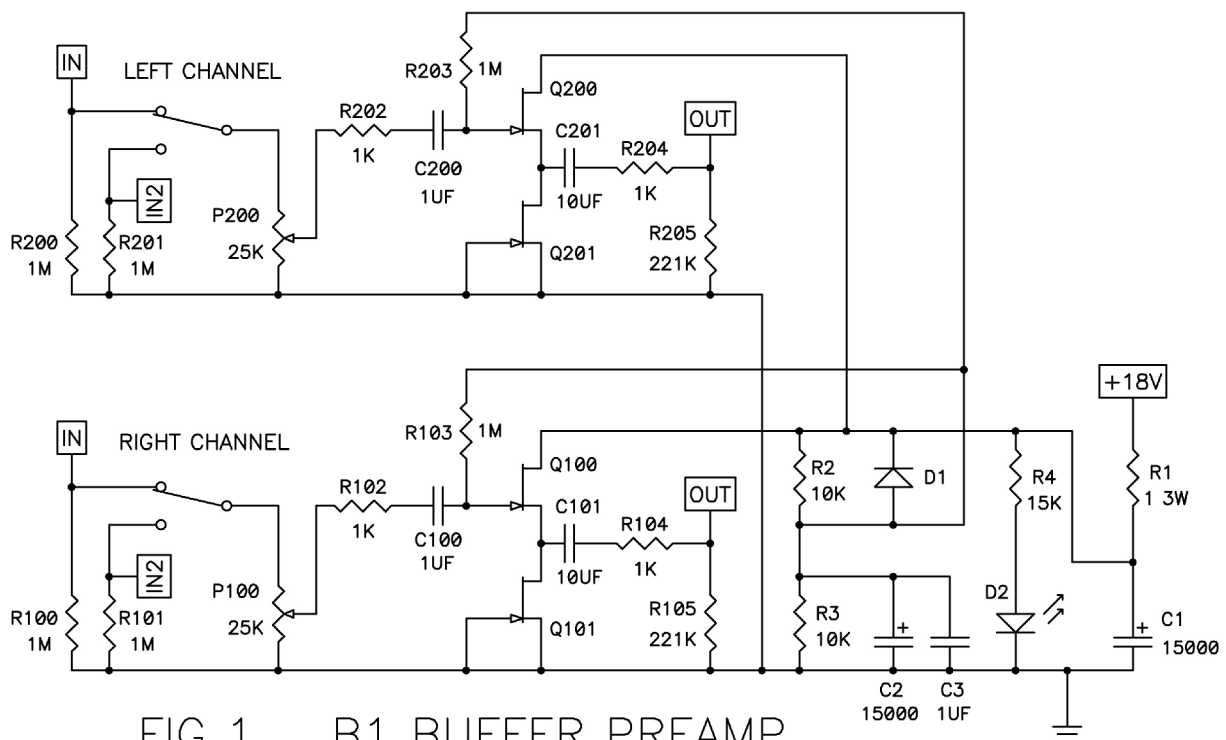 IN
LEFT CHANNEL
R203
1M
Q200
R202
1K
C200
1UF
C201
10UF
R204
1K
OUT
IN2
P200
25K
R200
1M
R201
1M
Q201
R205
221K
+18V
IN
RIGHT CHANNEL
R103
1M
Q100
R102
1K
C100
1UF
C101
10UF
R104
1K
OUT
R2
10K
D1
R4
15K
R1
1 3W
IN2
P100
25K
R100
1M
R101
1M
Q101
R105
221K
R3
10K
+
D2
+
C1
15000
C2
15000
C3
1UF
FIG 1 B1 BUFFER PREAMP